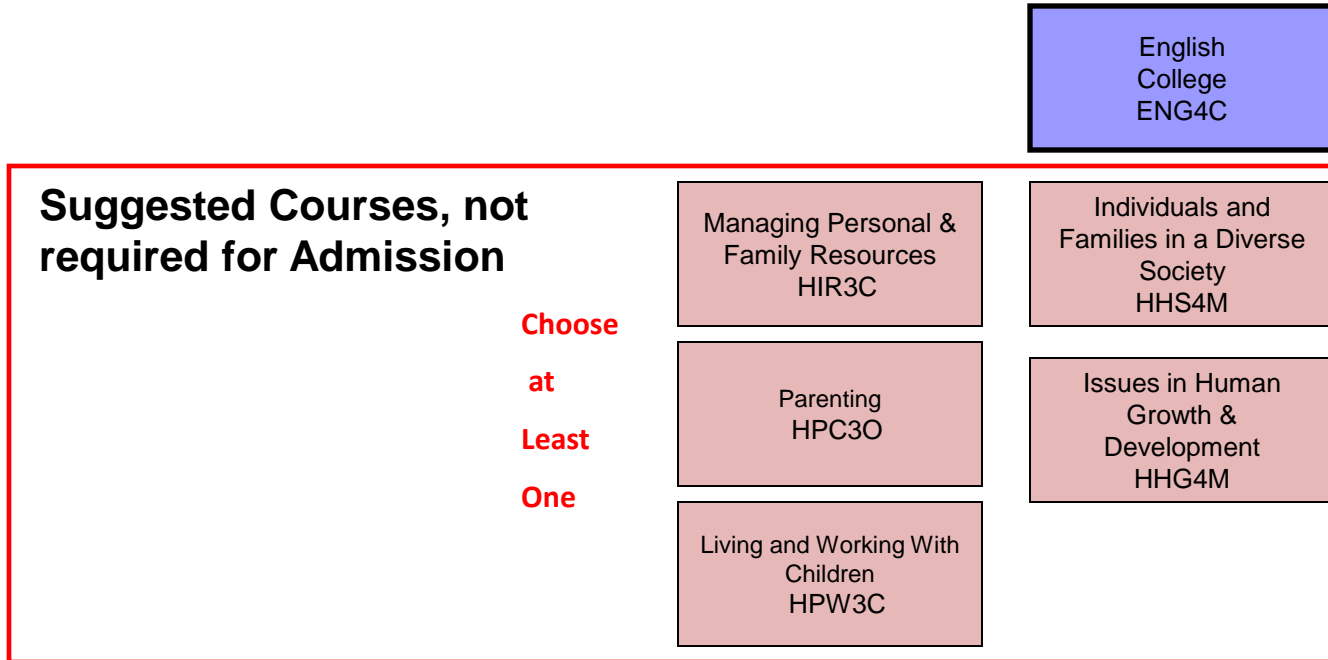 English
College
ENG4C
Suggested Courses, not
required for Admission
Choose
at
Least
One
Managing Personal &
Family Resources
HIR3C
Individuals and
Families in a Diverse
Society
HHS4M
Parenting
HPC3O
Issues in Human
Growth &
Development
HHG4M
Living and Working With
Children
HPW3C